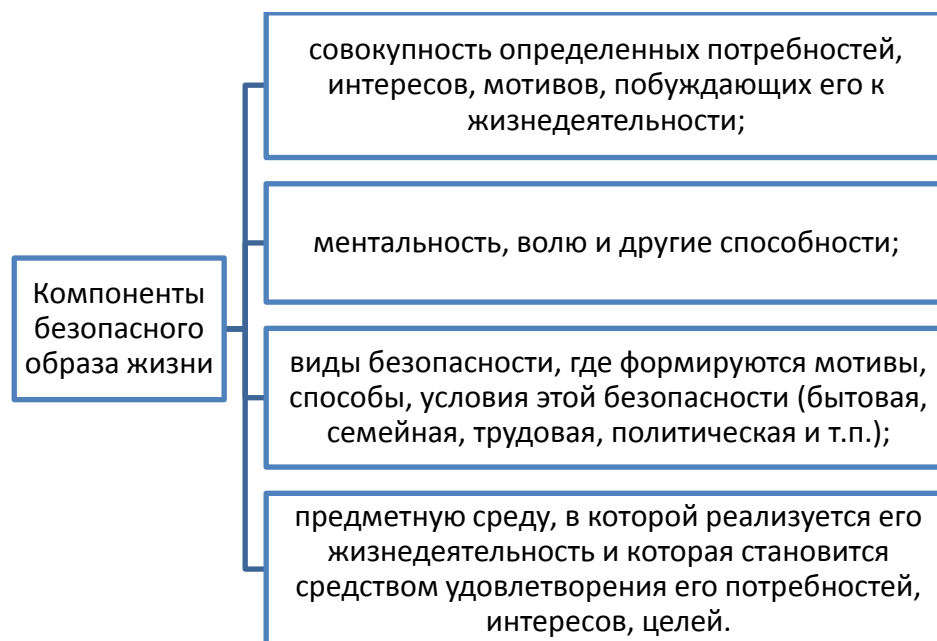 совокупность определенных потребностей,
интересов, мотивов, побуждающих его к
жизнедеятельности;
ментальность, волю и другие способности;
Компоненты
безопасного
образа жизни
виды безопасности, где формируются мотивы,
способы, условия этой безопасности (бытовая,
семейная, трудовая, политическая и т.п.);
предметную среду, в которой реализуется его
жизнедеятельность и которая становится
средством удовлетворения его потребностей,
интересов, целей.